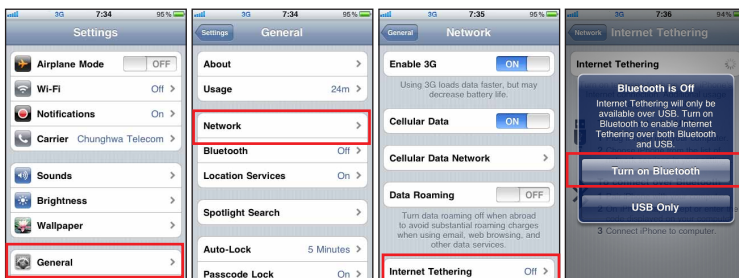 3G 7:34 95%
Settings
Airplane Mode OFF
Wi-Fi Off
Notifications On
Carrier Chunghwa Telecom
Sounds
Brightness
Wallpaper
General
3G 7:34 95%
Settings General
About
Usage 24m
Network
Bluetooth Off
Location Services On
Spotlight Search
Auto-Lock 5 Minutes
Passcode Lock On
3G 7:35 95%
General Network
Enable 3G ON
Using 3G loads data faster, but may
decrease battery life.
Cellular Data ON
Cellular Data Network
Data Roaming OFF
Turn data roaming off when abroad
to avoid substantial roaming charges
when using email, web browsing, and
other data services.
Internet Tethering Off
3G 7:36 94%
Network Internet Tethering
Internet Tethering
Bluetooth is Off
Internet Tethering will only be
available over USB. Turn on
Bluetooth to enable Internet
Tethering over both Bluetooth
and USB.
Turn on Bluetooth
USB Only
3 Connect iPhone to computer.